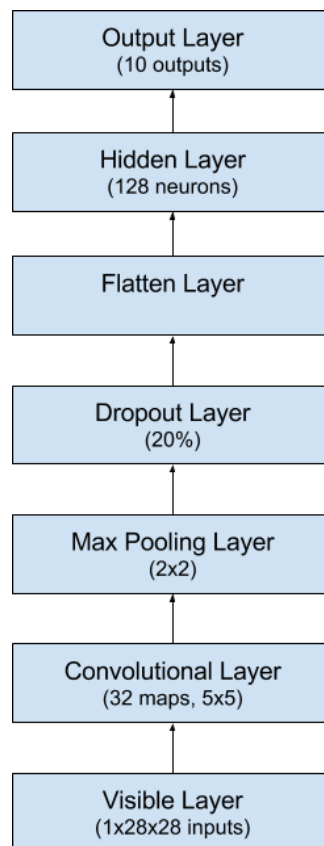 Output Layer
(10 outputs)
Hidden Layer
(128 neurons)
Flatten Layer
Dropout Layer
(20%)
Max Pooling Layer
(2x2)
Convolutional Layer
(32 maps, 5x5)
Visible Layer
(1x28x28 inputs)